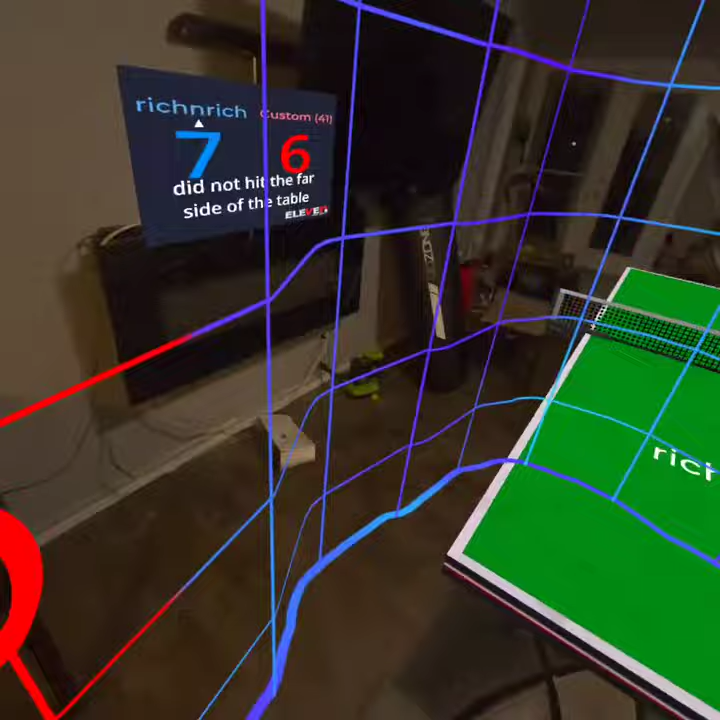 richnrich Custom (41)
7 6
did not hit the far
side of the table
ELEVEN
rich